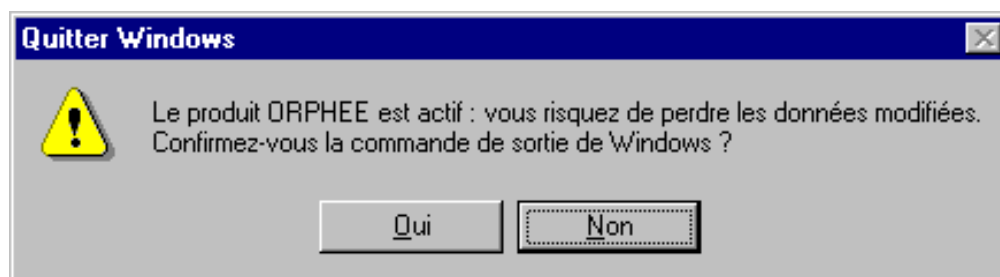 Quitter Windows
Le produit ORPHEE est actif : vous risquez de perdre les données modifiées.
Confirmez-vous la commande de sortie de Windows ?
Oui Non